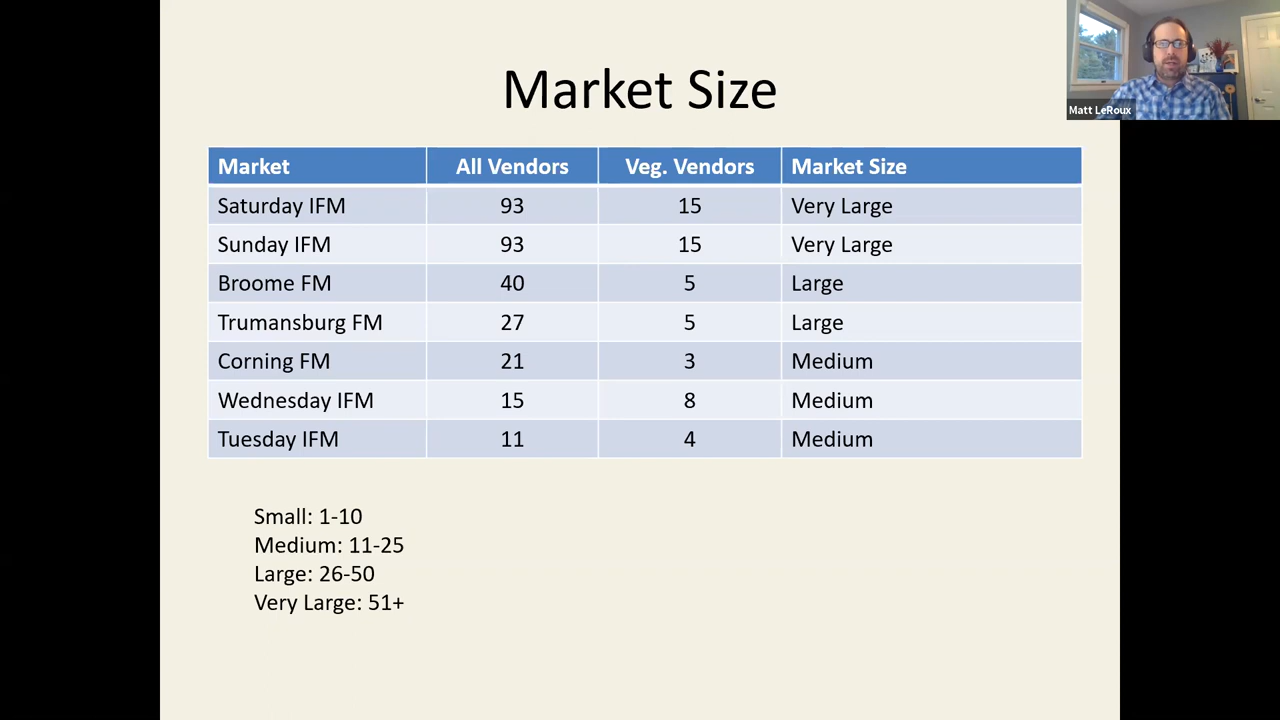 Market Size
Matt LeRoux
Market All Vendors Veg. Vendors Market Size
Saturday IFM 93 15 Very Large
Sunday IFM 93 15 Very Large
Broome FM 40 5 Large
Trumansburg FM 27 5 Large
Corning FM 21 3 Medium
Wednesday IFM 15 8 Medium
Tuesday IFM 11 4 Medium
Small: 1-10
Medium: 11-25
Large: 26-50
Very Large: 51+